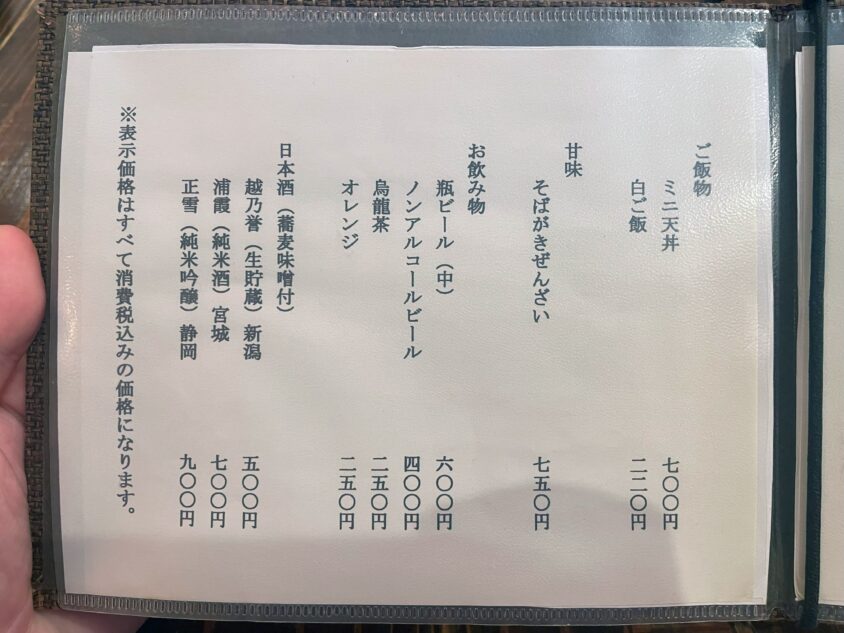 ご飯物
ミニ天丼 七〇〇円
白ご飯 二二〇円
甘味
そばがきぜんざい 七五〇円
お飲み物
瓶ビール（中） 六〇〇円
ノンアルコールビール 四〇〇円
烏龍茶 二五〇円
オレンジ 二五〇円
日本酒（蕎麦味噌付）
越乃誉（生貯蔵）新潟 五〇〇円
浦霞（純米酒）宮城 七〇〇円
正雪（純米吟醸）静岡 九〇〇円
※表示価格はすべて消費税込みの価格になります。